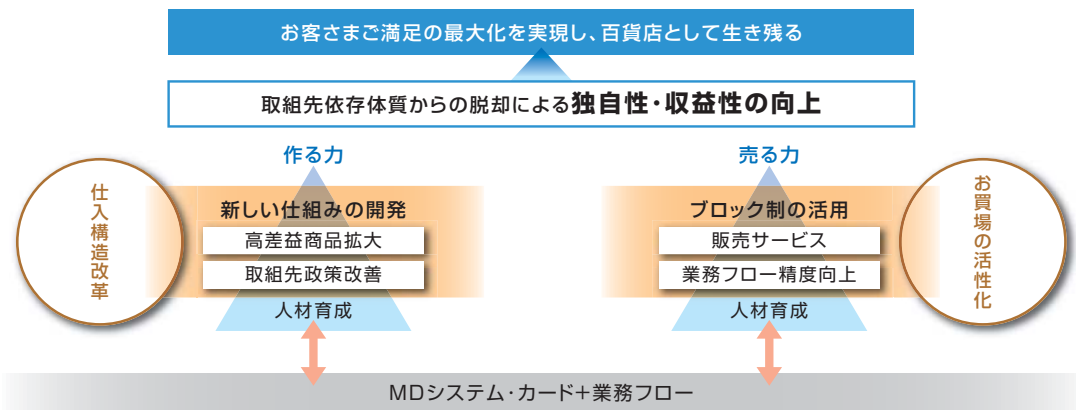 お客さまご満足の最大化を実現し、百貨店として生き残る
取組先依存体質からの脱却による独自性・収益性の向上
作る力
仕入構造改革
新しい仕組みの開発
高差益商品拡大
取組先政策改善
人材育成
売る力
ブロック制の活用
販売サービス
業務フロー精度向上
人材育成
お買場の活性化
MDシステム・カード+業務フロー